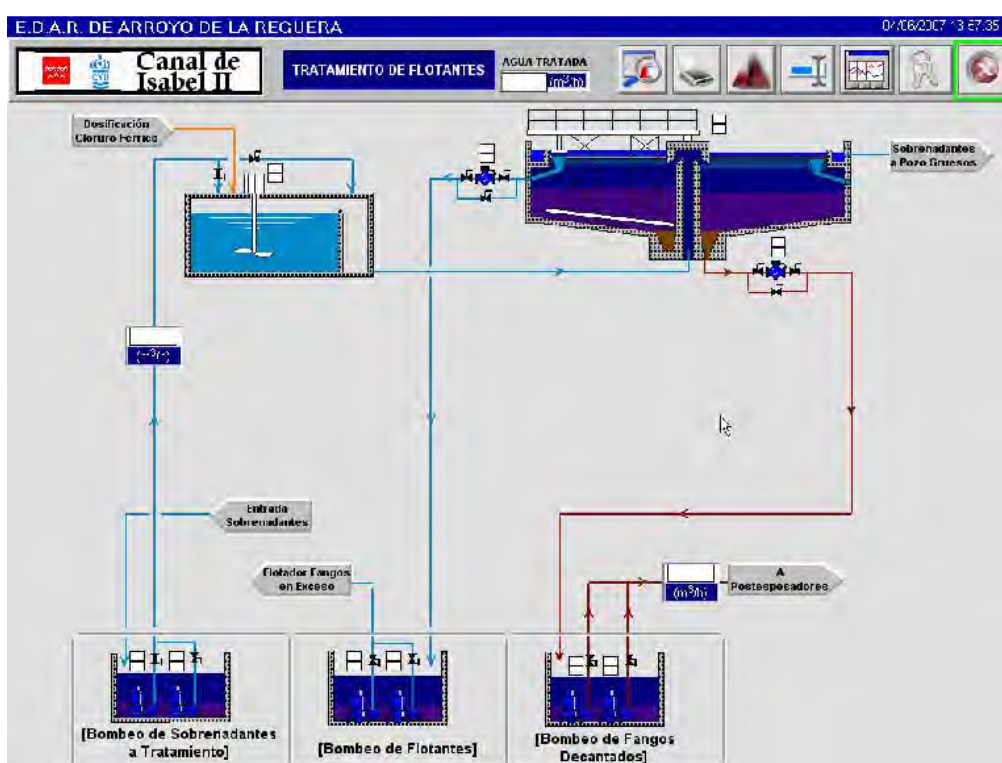 E.D.A.R. DE ARROYO DE LA REGUERA
Canal de
Isabel II
TRATAMIENTO DE FLOTANTES
AGUA TRATADA
(m³/h)
Dosificación
Cloruro Férrico
Sobrenadantes
a Pozo Gruesos
Entrada
Sobrenadantes
Flotador Fangos
en Exceso
(m³/h)
A
Postespesadores
[Bombeo de Sobrenadantes
a Tratamiento]
[Bombeo de Flotantes]
[Bombeo de Fangos
Decantados]